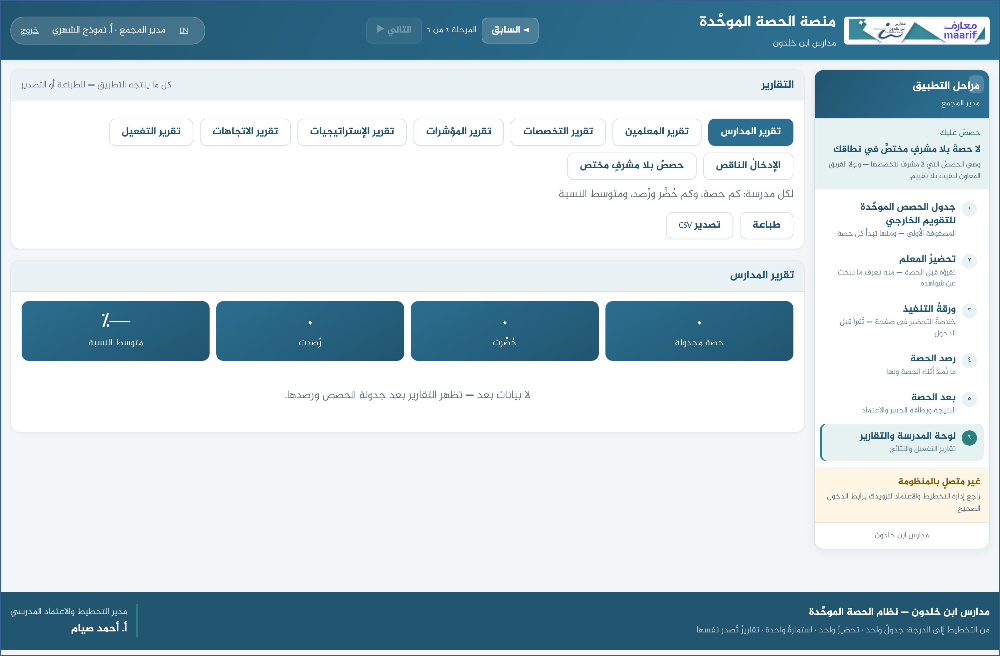 معارف
maarif
مدارس
ابن خلدون
Ibn Khaldoun Schools
منصة الحصة الموحَّدة
مدارس ابن خلدون
◄ السابق
المرحلة ٦ من ٦
التالي ▶
EN
مدير المجمع · أ. نموذج الشهري
خروج
مراحل التطبيق
مدير المجمع
حصصٌ عليك
لا حصةَ بلا مشرفٍ مختصٍّ في نطاقك
وهي الحصصُ التي لا مشرفَ لتخصصها — ولولا الفريق
المعاون لبقيت بلا تقييم.
١
جدول الحصص الموحَّدة
للتقويم الخارجي
المصفوفة الأولى — ومنها تبدأ كل حصة
٢
تحضيرُ المعلم
تقرؤه قبل الحصة — منه تعرف ما تبحث
عن شواهده
٣
ورقةُ التنفيذ
خلاصةُ التحضير في صفحة — تُقرأ قبل
الدخول
٤
رصد الحصة
ما يُملأ أثناء الحصة ولها
٥
بعد الحصة
النتيجة وبطاقة الجسر والاعتماد
٦
لوحة المدرسة والتقارير
تقارير التفعيل والنتائج
غير متصلٍ بالمنظومة
راجع إدارة التخطيط والاعتماد لتزويدك برابط الدخول
الصحيح.
مدارس ابن خلدون
التقارير
كل ما ينتجه التطبيق — للطباعة أو التصدير
تقرير المدارس
تقرير المعلمين
تقرير التخصصات
تقرير المؤشرات
تقرير الإستراتيجيات
تقرير الاتجاهات
تقرير التفعيل
الإدخالُ الناقص
حصصٌ بلا مشرفٍ مختص
لكل مدرسة: كم حصة، وكم حُضِّر ورُصد، ومتوسط النسبة
طباعة
تصدير CSV
تقرير المدارس
٠
حصة مجدولة
٠
حُضِّرت
٠
رُصدت
—٪
متوسط النسبة
لا بيانات بعد — تظهر التقارير بعد جدولة الحصص ورصدها.
مدارس ابن خلدون — نظام الحصة الموحَّدة
من التخطيط إلى الدرجة: جدولٌ واحد · تحضيرٌ واحد · استمارةٌ واحدة · تقاريرُ تُصدر نفسها
مدير التخطيط والاعتماد المدرسي
أ. أحمد صيام